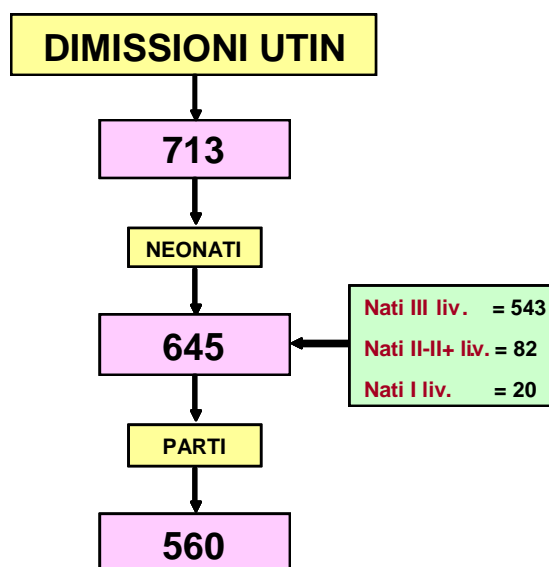 DIMISSIONI UTIN
713
NEONATI
645
Nati III liv. = 543
Nati II-II+ liv. = 82
Nati I liv. = 20
PARTI
560